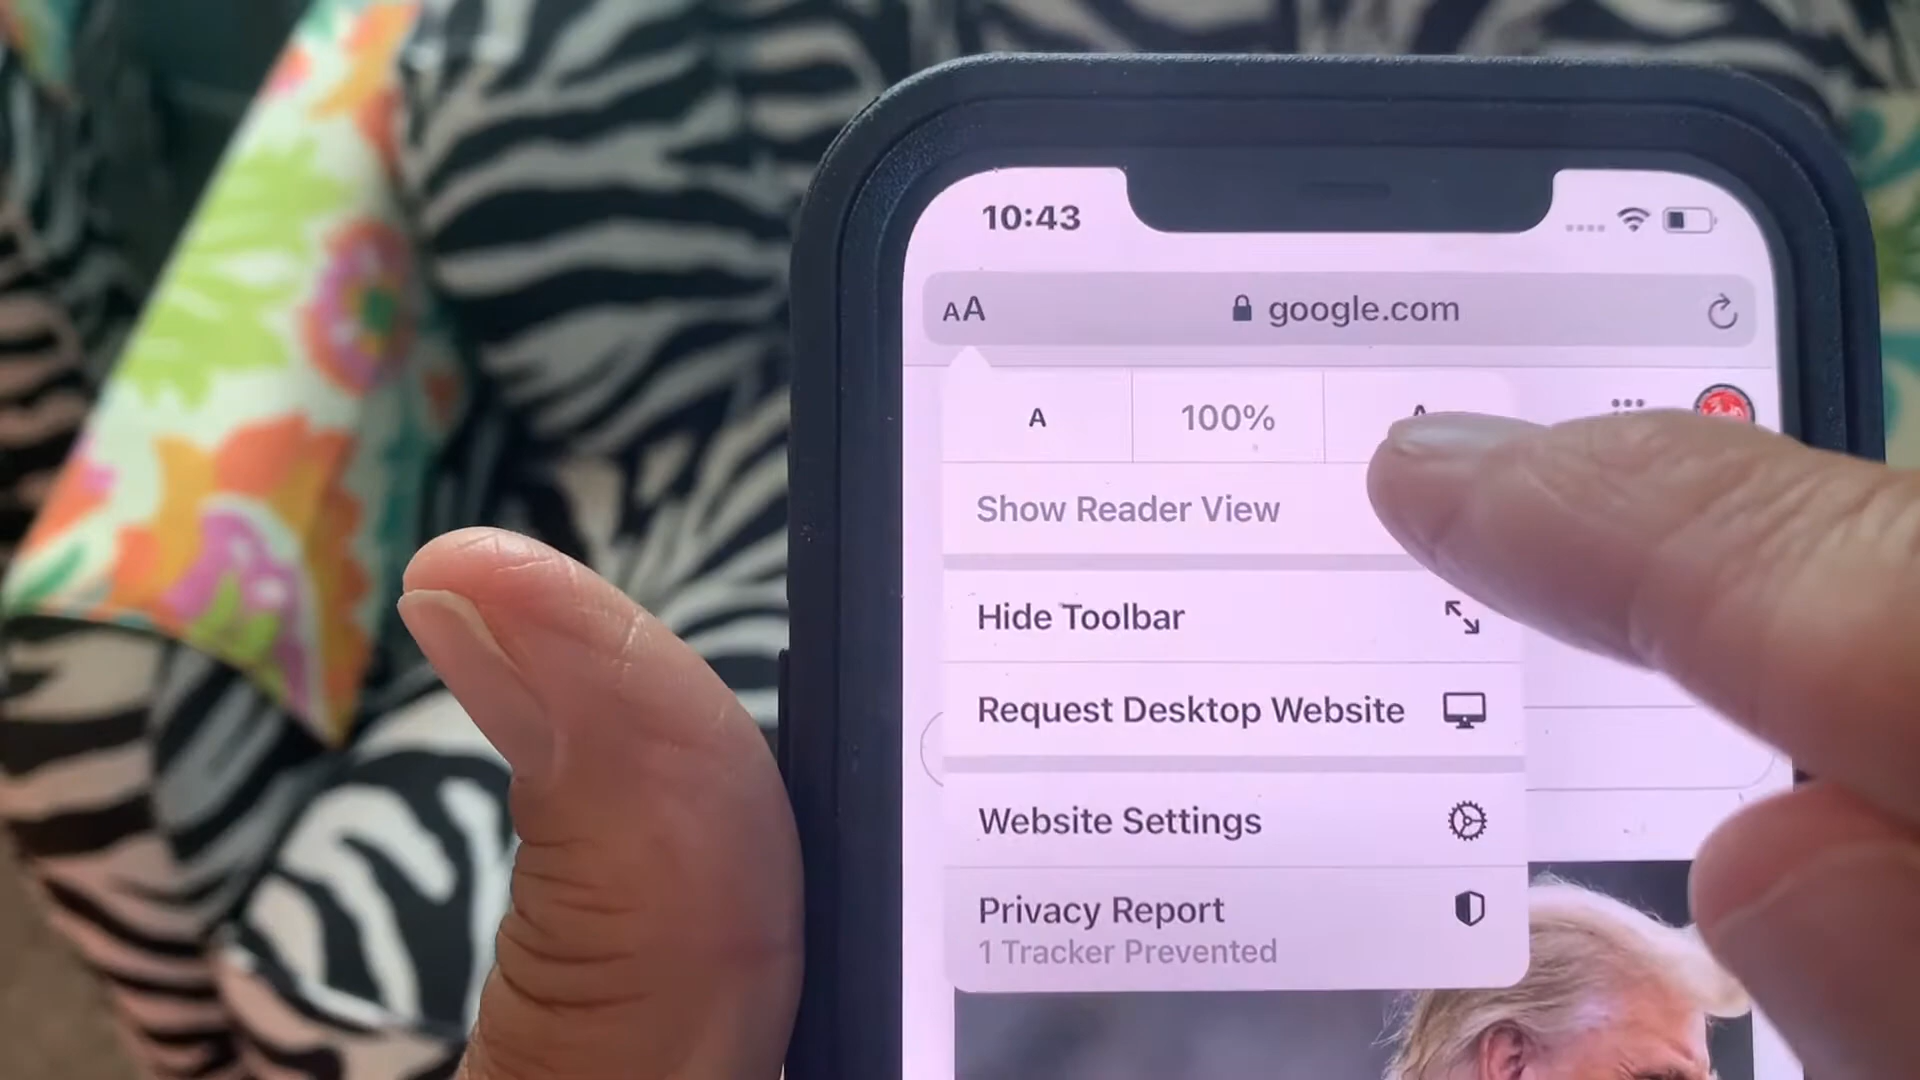 10:43
AA
google.com
A
100%
A
Show Reader View
Hide Toolbar
Request Desktop Website
Website Settings
Privacy Report
1 Tracker Prevented